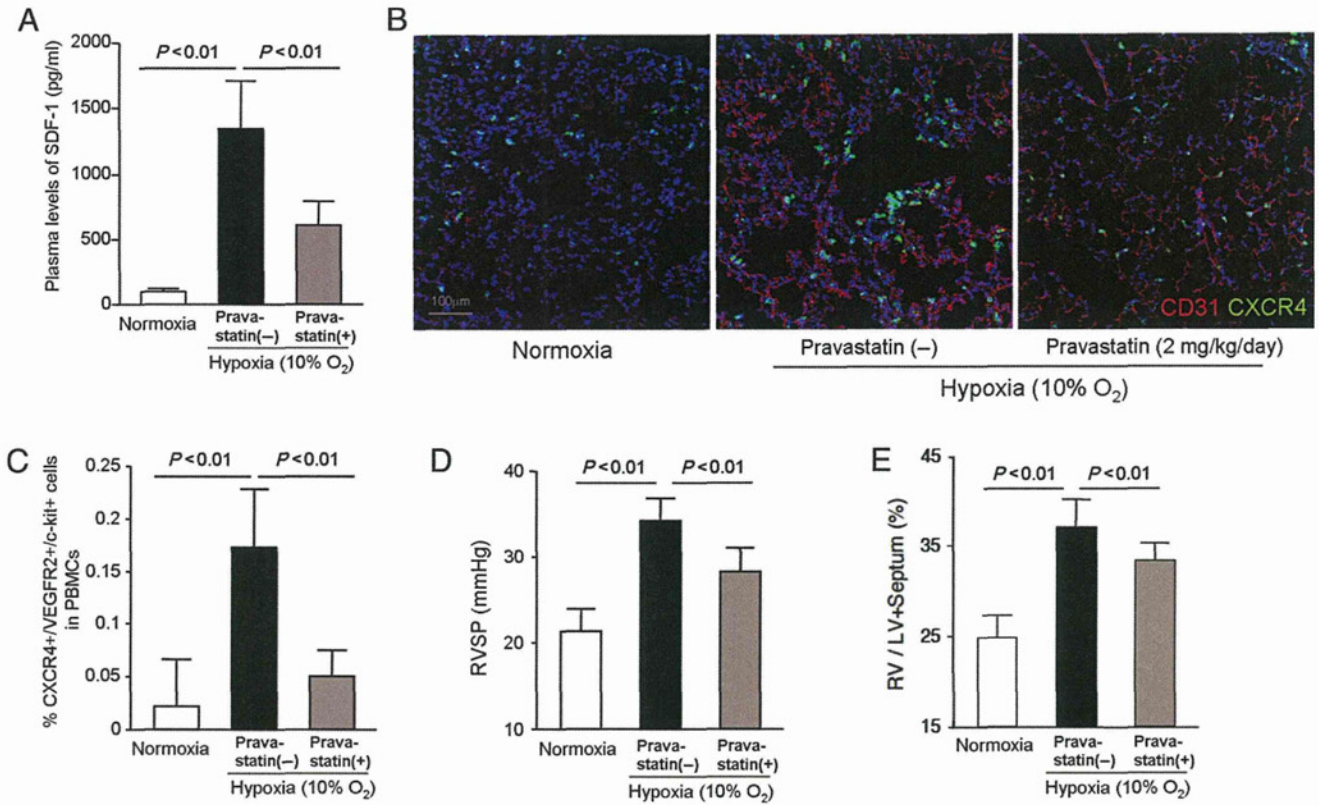 A
Plasma levels of SDF-1 (pg/ml)
2000
1500
1000
500
0
P<0.01
P<0.01
Normoxia
Prava-
statin(−)
Prava-
statin(+)
Hypoxia (10% O₂)
B
100μm
CD31 CXCR4
Normoxia
Pravastatin (−)
Pravastatin (2 mg/kg/day)
Hypoxia (10% O₂)
C
% CXCR4+/VEGFR2+/c-kit+ cells
in PBMCs
0.25
0.2
0.15
0.1
0.05
0
P<0.01
P<0.01
Normoxia
Prava-
statin(−)
Prava-
statin(+)
Hypoxia (10% O₂)
D
RVSP (mmHg)
40
30
20
10
P<0.01
P<0.01
Normoxia
Prava-
statin(−)
Prava-
statin(+)
Hypoxia (10% O₂)
E
RV / LV+Septum (%)
45
35
25
15
P<0.01
P<0.01
Normoxia
Prava-
statin(−)
Prava-
statin(+)
Hypoxia (10% O₂)